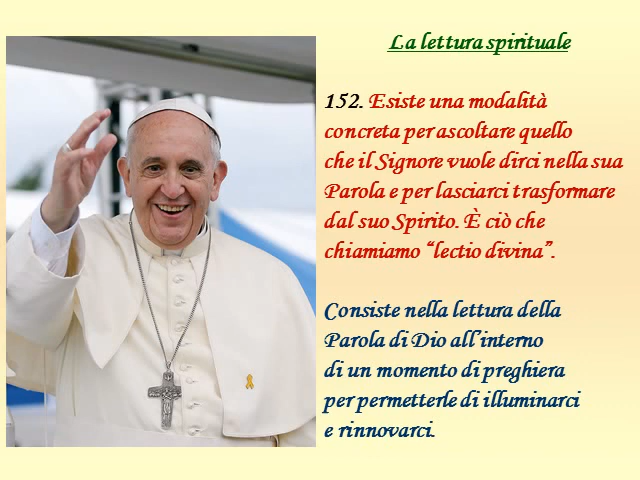 La lettura spirituale
152. Esiste una modalità
concreta per ascoltare quello
che il Signore vuole dirci nella sua
Parola e per lasciarci trasformare
dal suo Spirito. È ciò che
chiamiamo “lectio divina”.
Consiste nella lettura della
Parola di Dio all’interno
di un momento di preghiera
per permetterle di illuminarci
e rinnovarci.